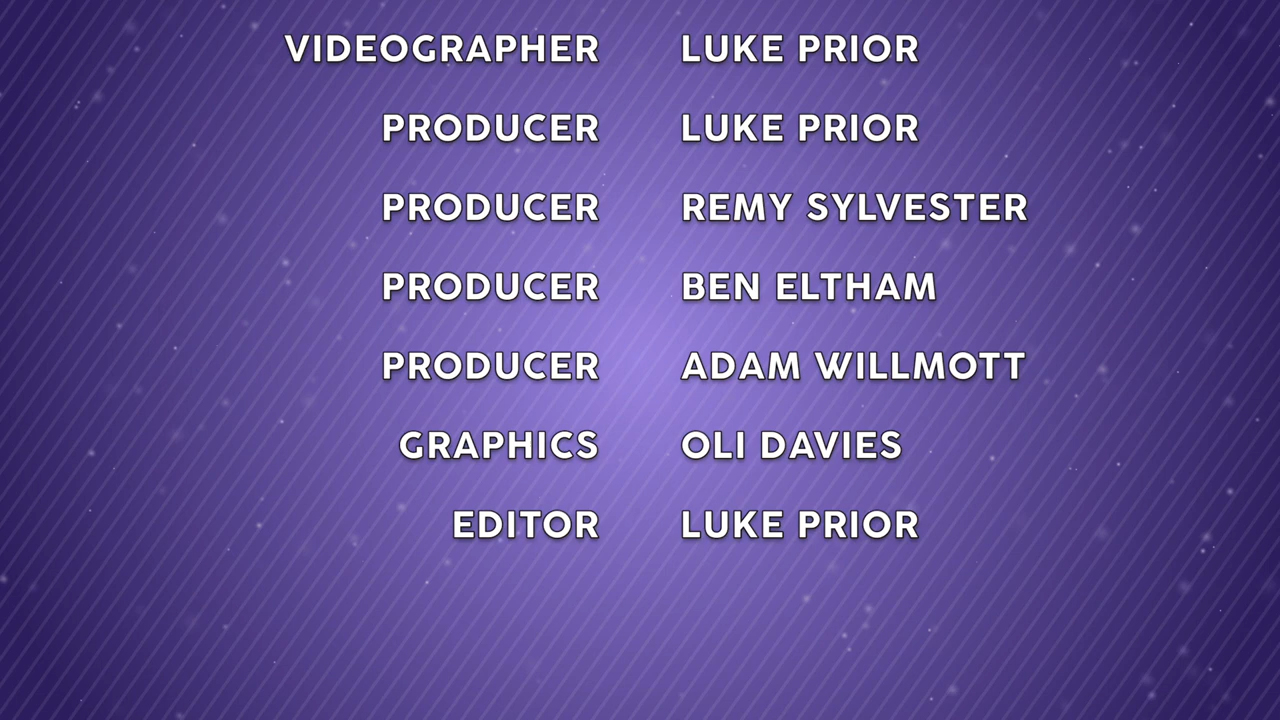 VIDEOGRAPHER LUKE PRIOR
PRODUCER LUKE PRIOR
PRODUCER REMY SYLVESTER
PRODUCER BEN ELTHAM
PRODUCER ADAM WILLMOTT
GRAPHICS OLI DAVIES
EDITOR LUKE PRIOR